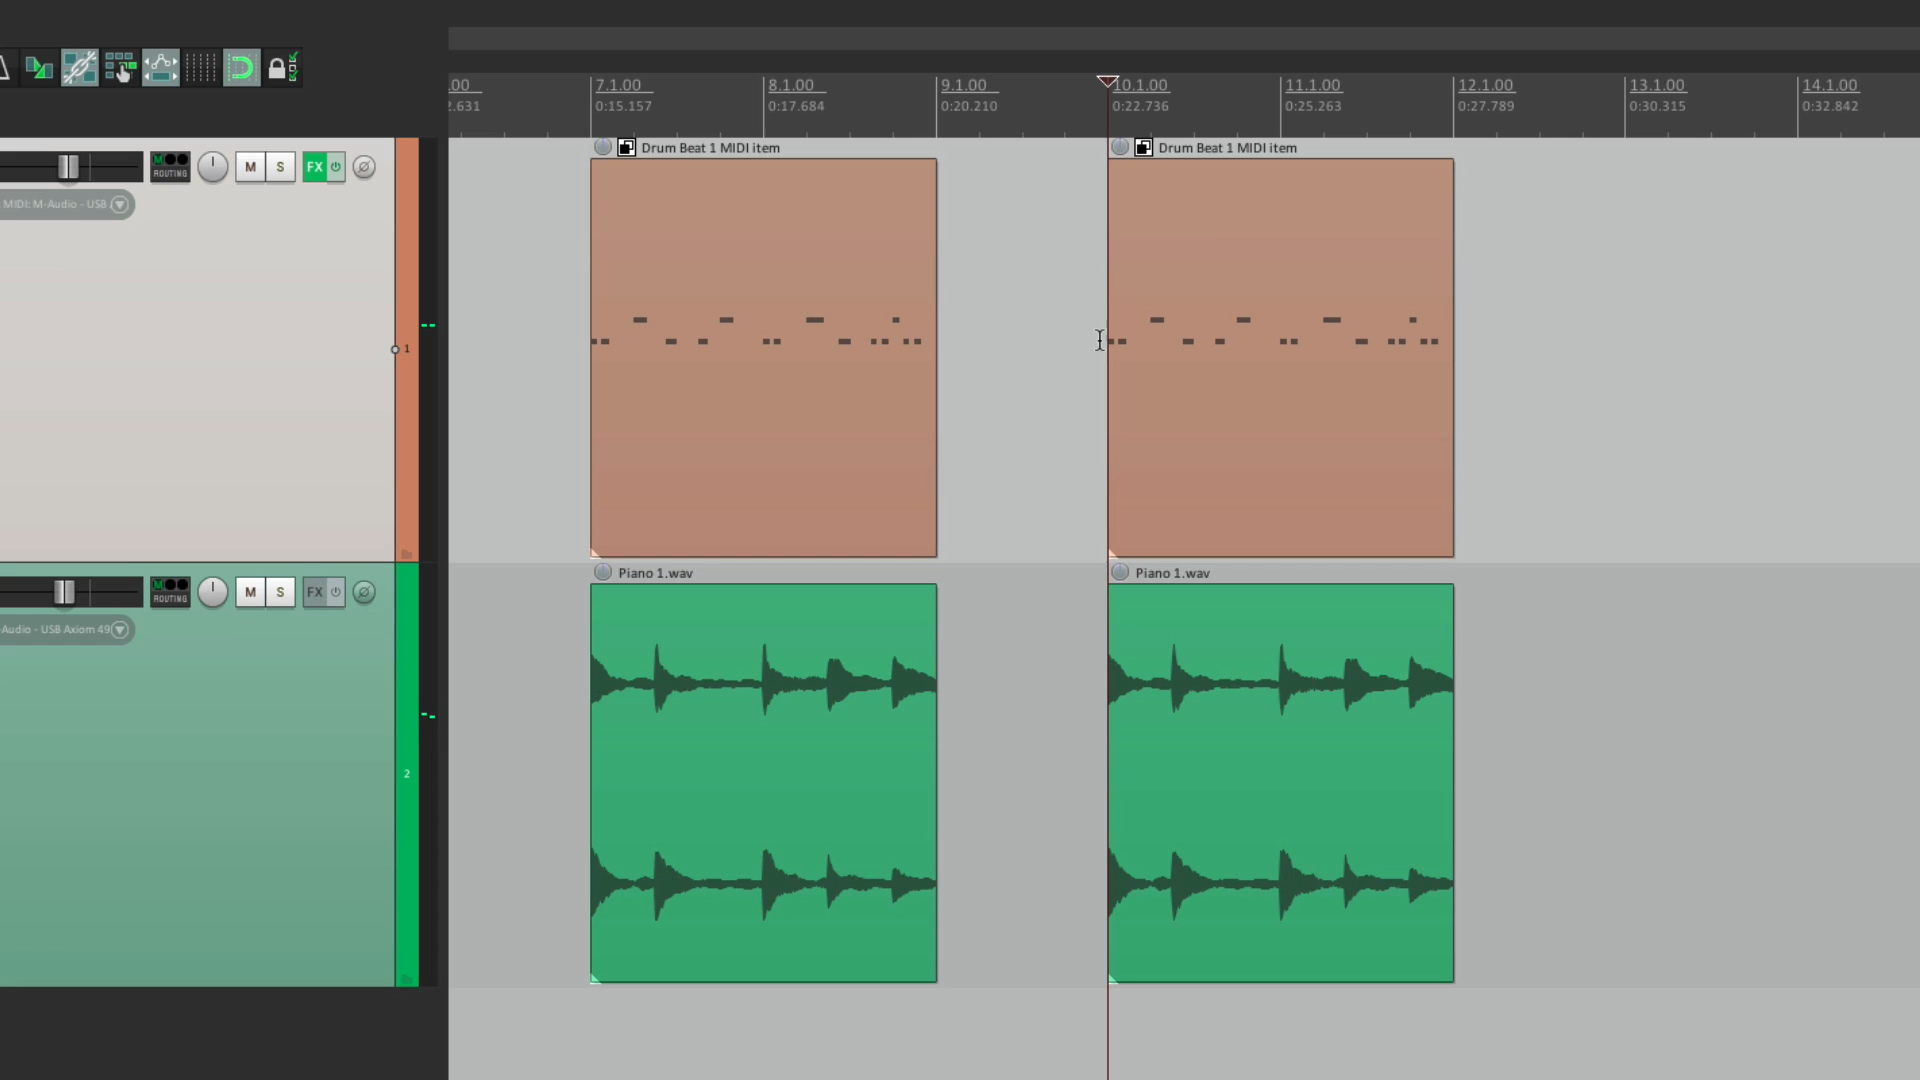 .00 7.1.00 8.1.00 9.1.00 10.1.00 11.1.00 12.1.00 13.1.00 14.1.00
2.631 0:15.157 0:17.684 0:20.210 0:22.736 0:25.263 0:27.789 0:30.315 0:32.842
Drum Beat 1 MIDI item Drum Beat 1 MIDI item
M ROUTING M S FX
MIDI: M-Audio - USB
1
Piano 1.wav Piano 1.wav
M ROUTING M S FX
-Audio - USB Axiom 49
2